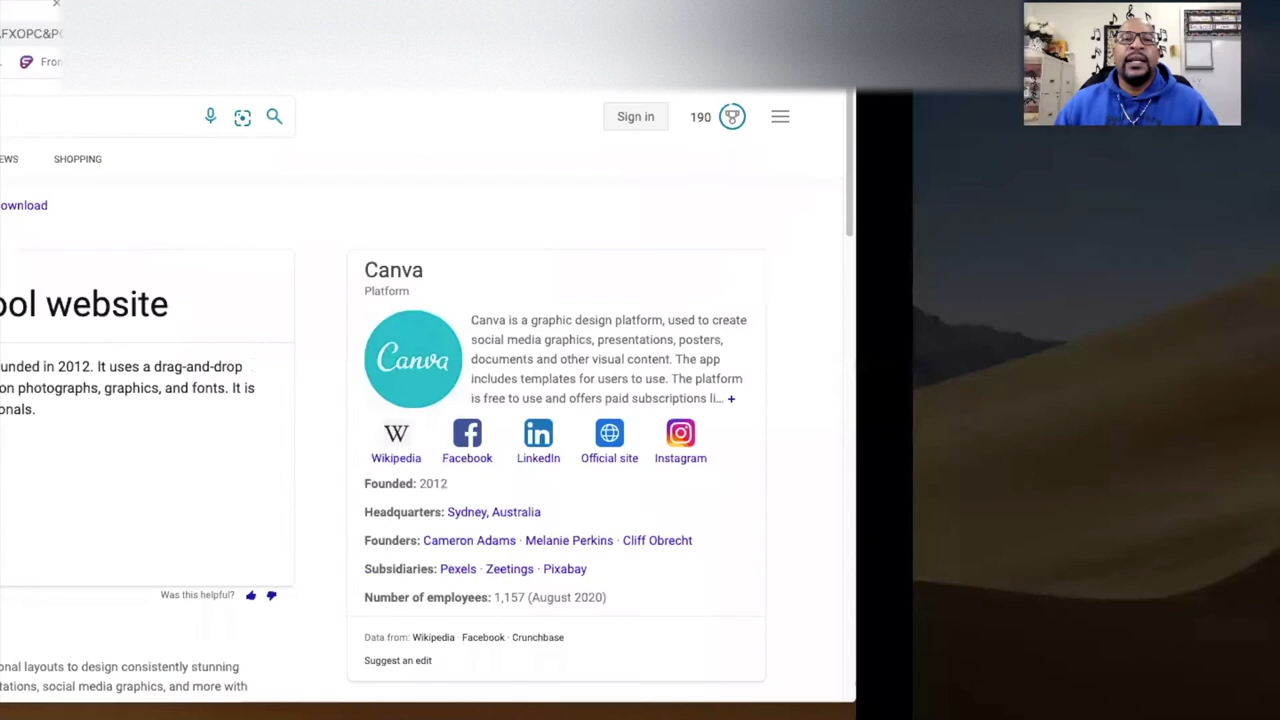 FXOPC&P
Fron
Sign in
190
EWS
SHOPPING
ownload
ool website
unded in 2012. It uses a drag-and-drop
on photographs, graphics, and fonts. It is
onals.
Was this helpful?
onal layouts to design consistently stunning
tations, social media graphics, and more with
Canva
Platform
Canva
Canva is a graphic design platform, used to create
social media graphics, presentations, posters,
documents and other visual content. The app
includes templates for users to use. The platform
is free to use and offers paid subscriptions li... +
Wikipedia Facebook LinkedIn Official site Instagram
Founded: 2012
Headquarters: Sydney, Australia
Founders: Cameron Adams · Melanie Perkins · Cliff Obrecht
Subsidiaries: Pexels · Zeetings · Pixabay
Number of employees: 1,157 (August 2020)
Data from: Wikipedia · Facebook · Crunchbase
Suggest an edit